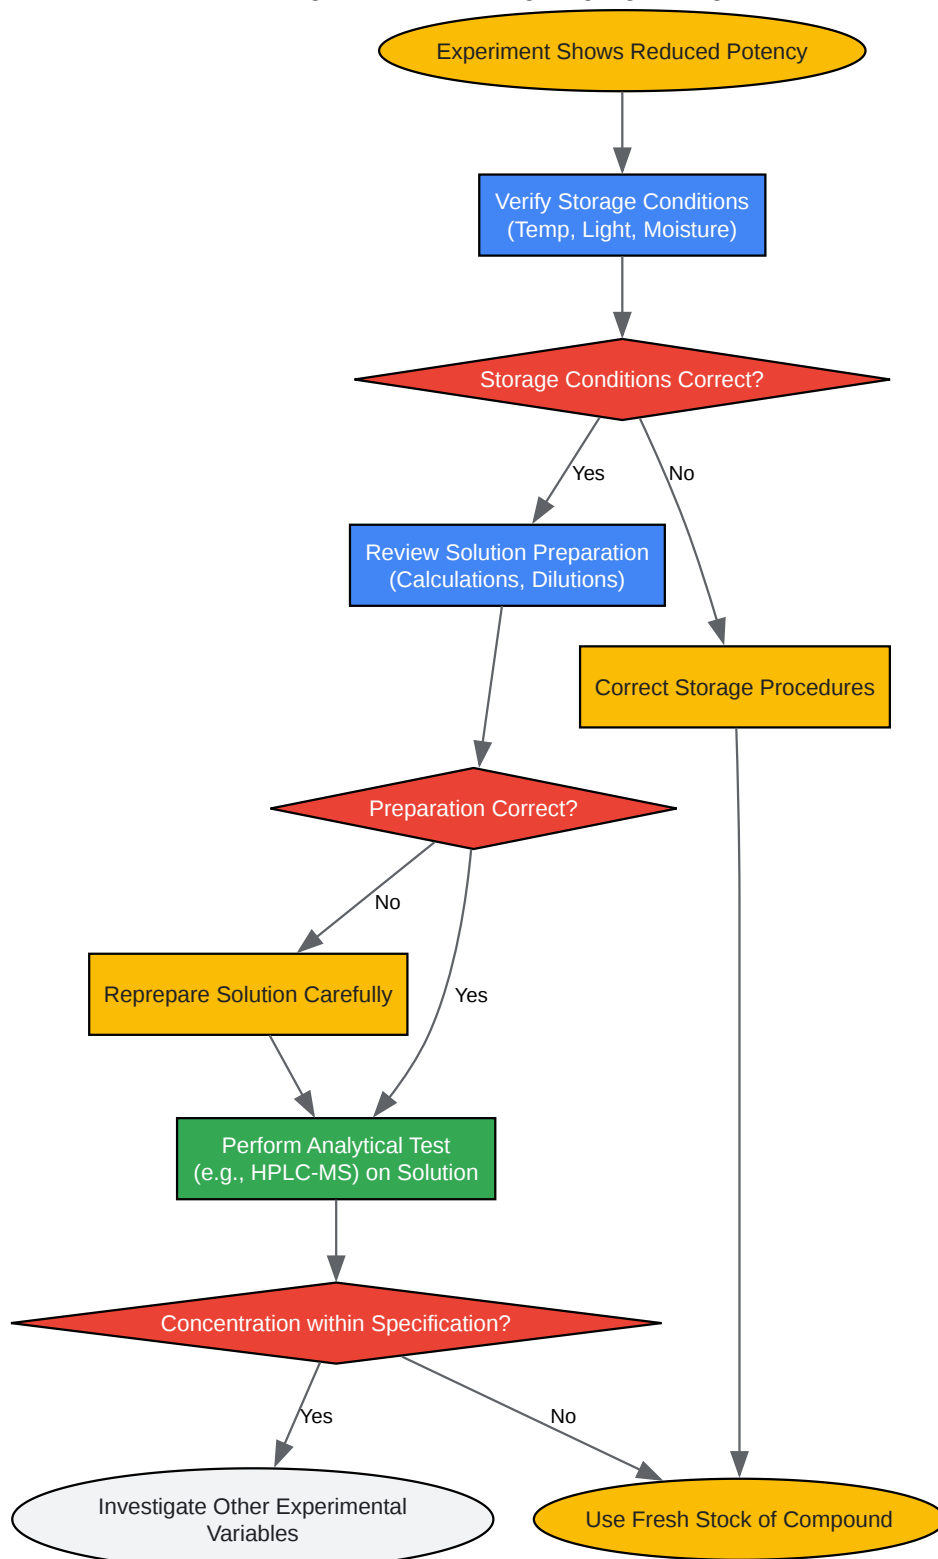 Experiment Shows Reduced Potency
Verify Storage Conditions
(Temp, Light, Moisture)
Storage Conditions Correct?
Yes
No
Review Solution Preparation
(Calculations, Dilutions)
Correct Storage Procedures
Preparation Correct?
No
Yes
Reprepare Solution Carefully
Perform Analytical Test
(e.g., HPLC-MS) on Solution
Concentration within Specification?
Yes
No
Investigate Other Experimental
Variables
Use Fresh Stock of Compound